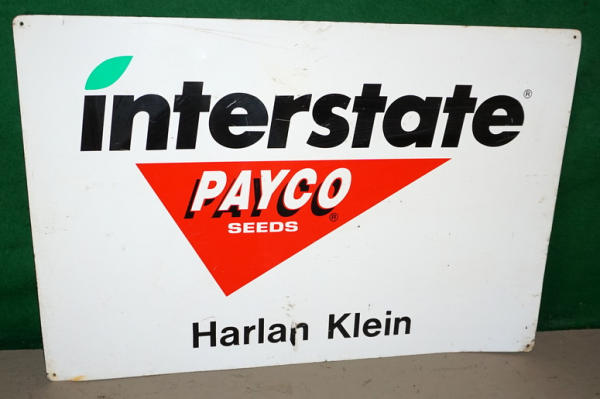 interstate®
PAYCO®
SEEDS
Harlan Klein